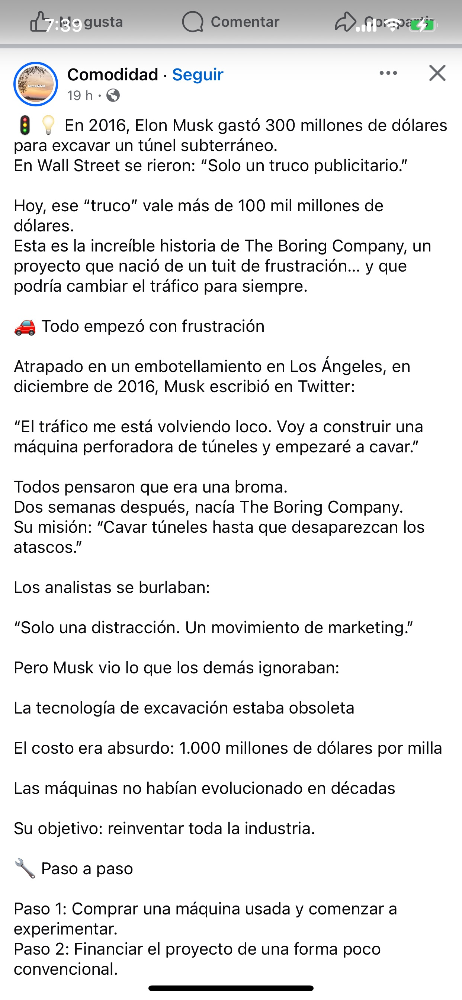 Me gusta
7:39
Comentar
Compartir
Comodidad · Seguir
Comodidad
19 h ·
🚦 💡 En 2016, Elon Musk gastó 300 millones de dólares
para excavar un túnel subterráneo.
En Wall Street se rieron: “Solo un truco publicitario.”
Hoy, ese “truco” vale más de 100 mil millones de
dólares.
Esta es la increíble historia de The Boring Company, un
proyecto que nació de un tuit de frustración... y que
podría cambiar el tráfico para siempre.
🚗 Todo empezó con frustración
Atrapado en un embotellamiento en Los Ángeles, en
diciembre de 2016, Musk escribió en Twitter:
“El tráfico me está volviendo loco. Voy a construir una
máquina perforadora de túneles y empezaré a cavar.”
Todos pensaron que era una broma.
Dos semanas después, nacía The Boring Company.
Su misión: “Cavar túneles hasta que desaparezcan los
atascos.”
Los analistas se burlaban:
“Solo una distracción. Un movimiento de marketing.”
Pero Musk vio lo que los demás ignoraban:
La tecnología de excavación estaba obsoleta
El costo era absurdo: 1.000 millones de dólares por milla
Las máquinas no habían evolucionado en décadas
Su objetivo: reinventar toda la industria.
🔧 Paso a paso
Paso 1: Comprar una máquina usada y comenzar a
experimentar.
Paso 2: Financiar el proyecto de una forma poco
convencional.